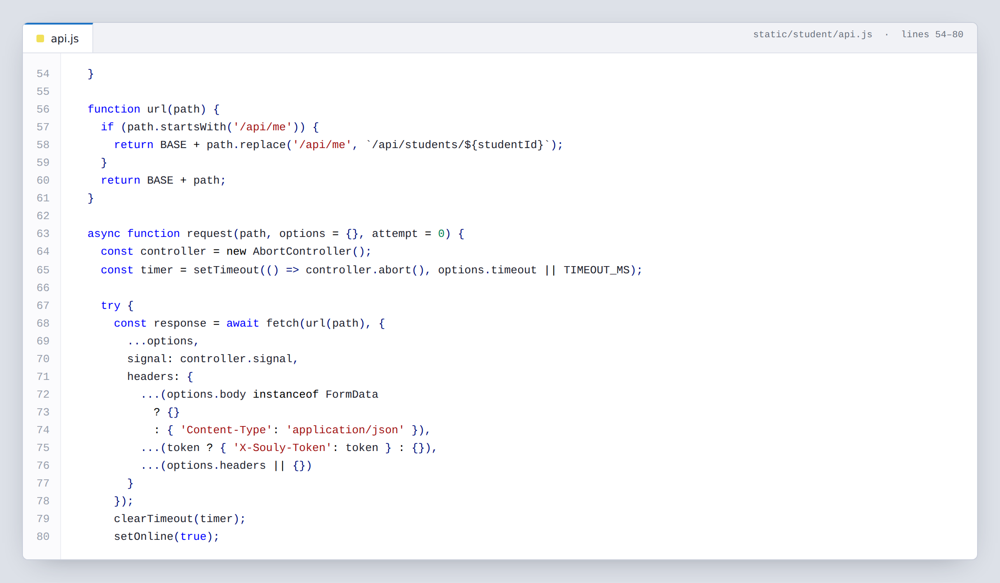 api.js
static/student/api.js · lines 54–80
54 }
55
56 function url(path) {
57   if (path.startsWith('/api/me')) {
58     return BASE + path.replace('/api/me', `/api/students/${studentId}`);
59   }
60   return BASE + path;
61 }
62
63 async function request(path, options = {}, attempt = 0) {
64   const controller = new AbortController();
65   const timer = setTimeout(() => controller.abort(), options.timeout || TIMEOUT_MS);
66
67   try {
68     const response = await fetch(url(path), {
69       ...options,
70       signal: controller.signal,
71       headers: {
72         ...(options.body instanceof FormData
73           ? {}
74           : { 'Content-Type': 'application/json' }),
75         ...(token ? { 'X-Souly-Token': token } : {}),
76         ...(options.headers || {})
77       }
78     });
79     clearTimeout(timer);
80     setOnline(true);